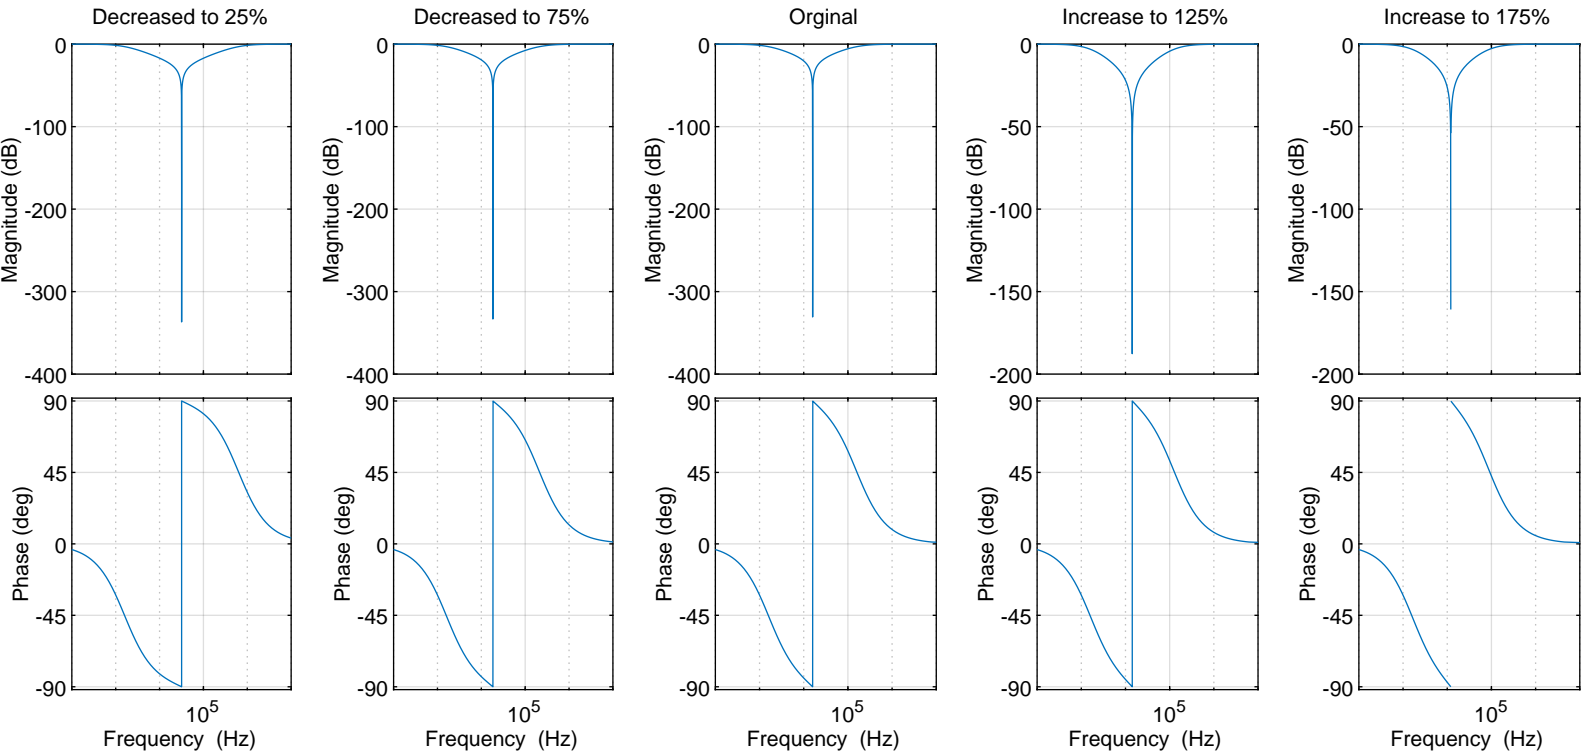 Decreased to 25%
Decreased to 75%
Orginal
Increase to 125%
Increase to 175%
Magnitude (dB)
0
-100
-200
-300
-400
Magnitude (dB)
0
-100
-200
-300
-400
Magnitude (dB)
0
-100
-200
-300
-400
Magnitude (dB)
0
-50
-100
-150
-200
Magnitude (dB)
0
-50
-100
-150
-200
Phase (deg)
90
45
0
-45
-90
10^5
Frequency (Hz)
Phase (deg)
90
45
0
-45
-90
10^5
Frequency (Hz)
Phase (deg)
90
45
0
-45
-90
10^5
Frequency (Hz)
Phase (deg)
90
45
0
-45
-90
10^5
Frequency (Hz)
Phase (deg)
90
45
0
-45
-90
10^5
Frequency (Hz)